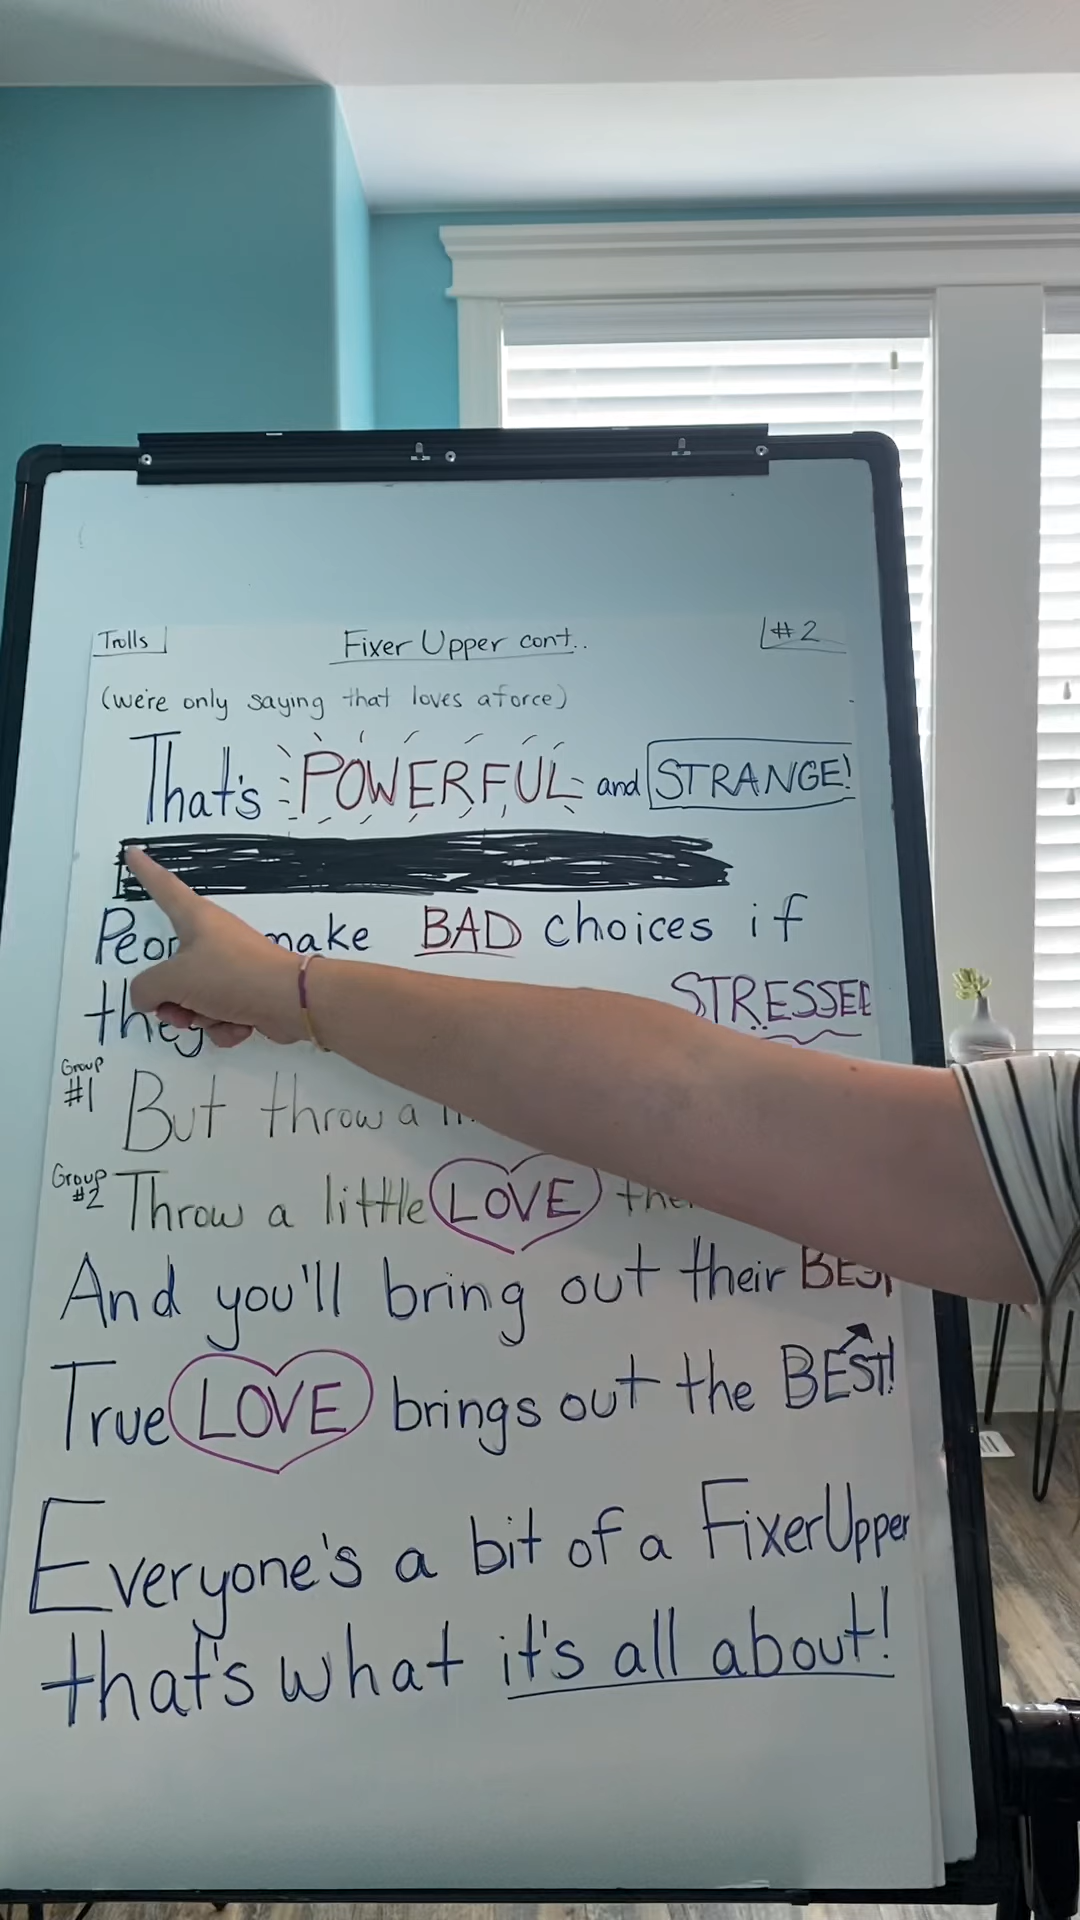 Trolls
Fixer Upper cont..
#2
(we're only saying that loves a force)
That's POWERFUL and STRANGE!
make BAD choices if
STRESSED
Group #1
But throw a
Group #2
Throw a little LOVE
And you'll bring out their BEST
True LOVE brings out the BEST!
Everyone's a bit of a FixerUpper
that's what it's all about!